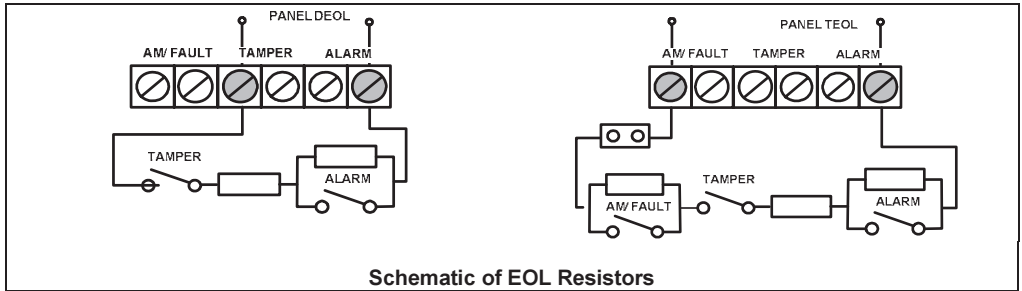 PANEL DEOL
AM/ FAULT TAMPER ALARM
TAMPER
ALARM
PANEL TEOL
AM/ FAULT TAMPER ALARM
TAMPER
AM/ FAULT
ALARM
Schematic of EOL Resistors